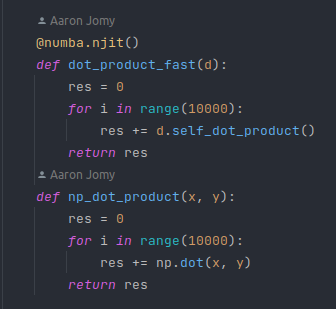 Aaron Jomy
@numba.njit()
def dot_product_fast(d):
    res = 0
    for i in range(10000):
        res += d.self_dot_product()
    return res
Aaron Jomy
def np_dot_product(x, y):
    res = 0
    for i in range(10000):
        res += np.dot(x, y)
    return res